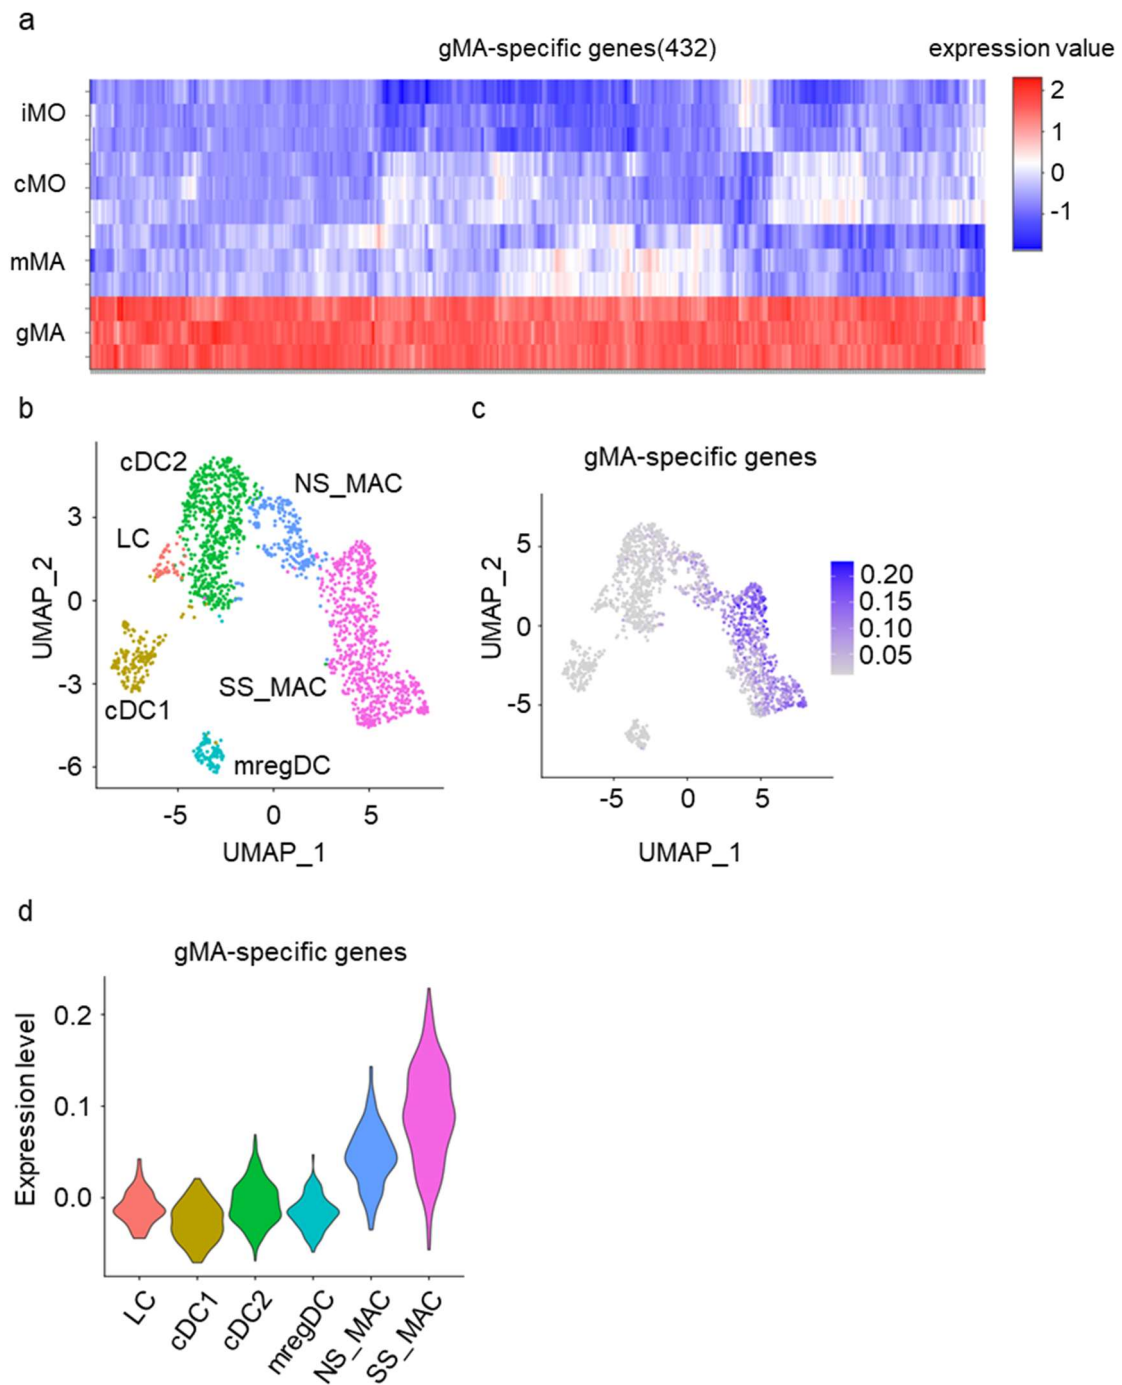 a
gMA-specific genes(432)
expression value
iMO
cMO
mMA
gMA
2
1
0
-1
b
cDC2
NS_MAC
LC
SS_MAC
cDC1
mregDC
3
0
-3
-6
UMAP_2
-5
0
5
UMAP_1
c
gMA-specific genes
5
0
-5
UMAP_2
-5
0
5
UMAP_1
0.20
0.15
0.10
0.05
d
gMA-specific genes
Expression level
0.2
0.1
0.0
LC
cDC1
cDC2
mregDC
NS_MAC
SS_MAC